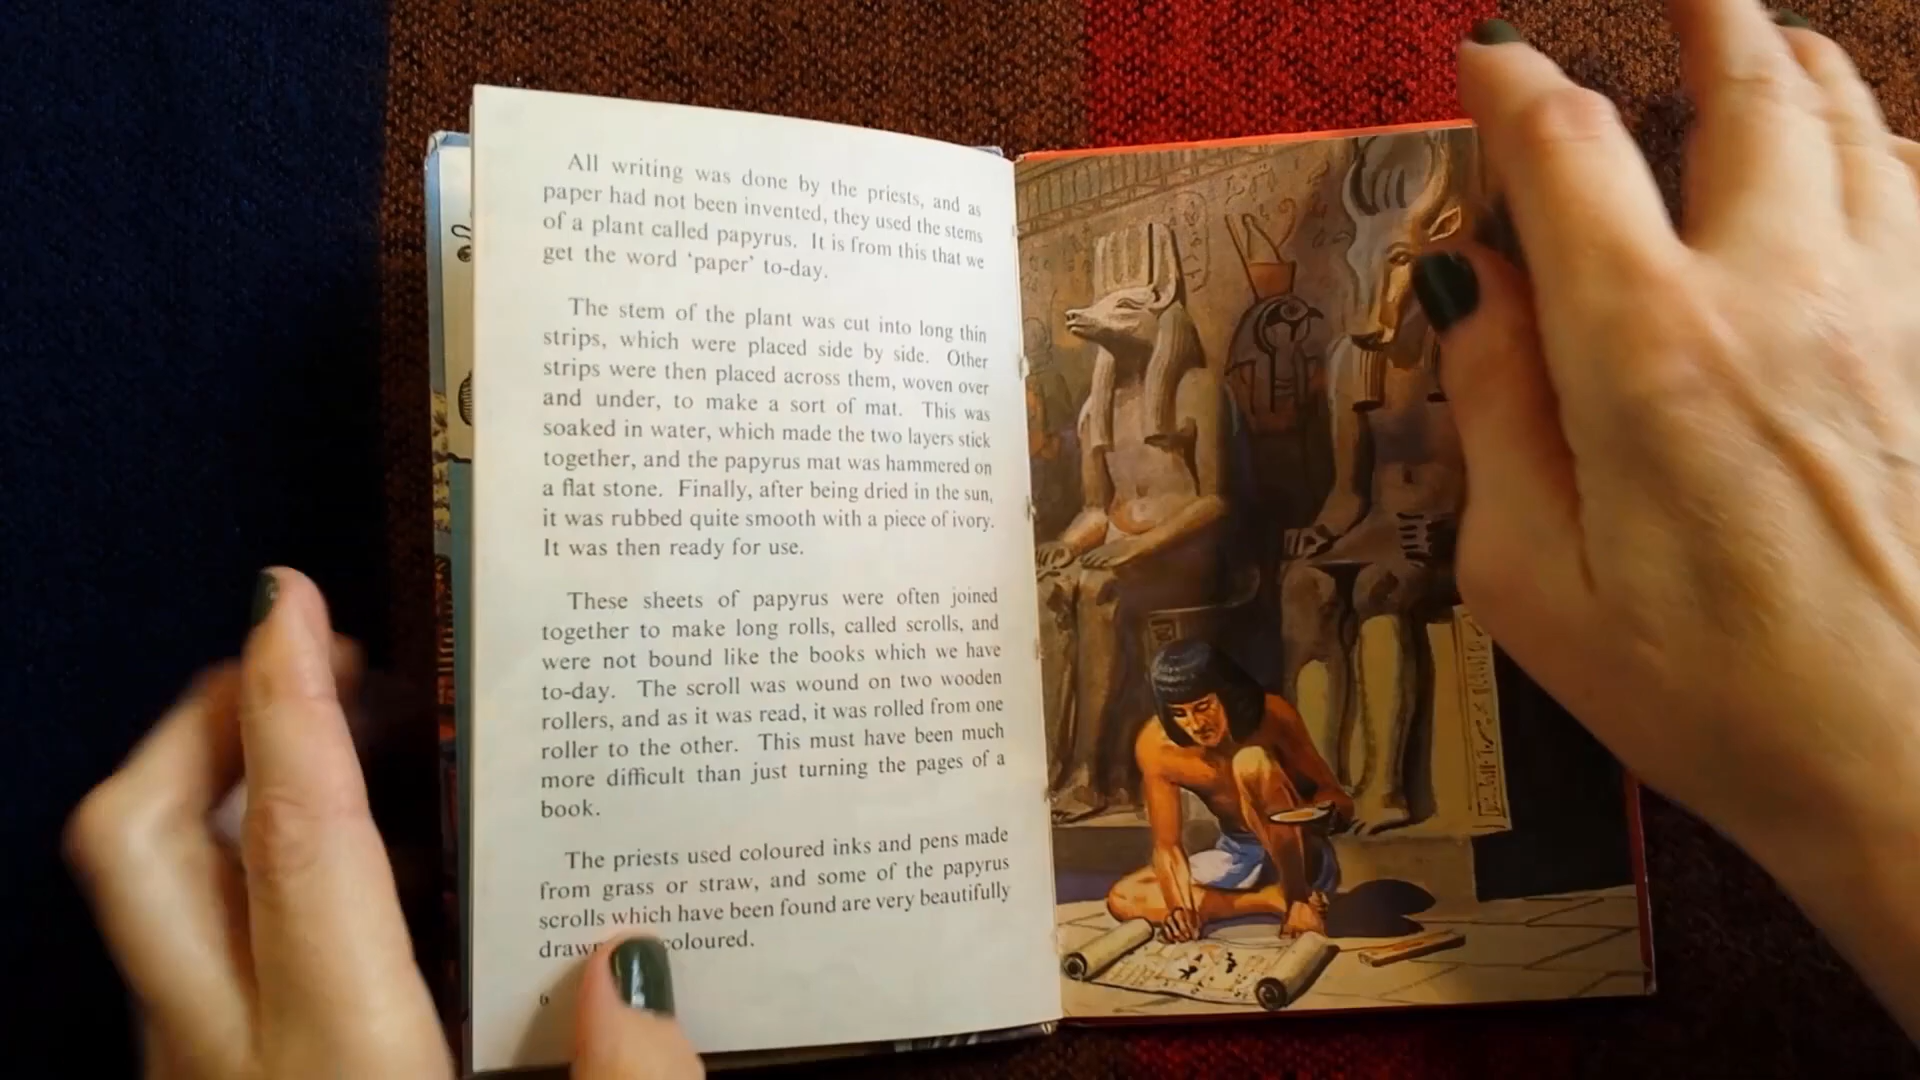 All writing was done by the priests, and as
paper had not been invented, they used the stems
of a plant called papyrus. It is from this that we
get the word ‘paper’ to-day.
The stem of the plant was cut into long thin
strips, which were placed side by side. Other
strips were then placed across them, woven over
and under, to make a sort of mat. This was
soaked in water, which made the two layers stick
together, and the papyrus mat was hammered on
a flat stone. Finally, after being dried in the sun,
it was rubbed quite smooth with a piece of ivory.
It was then ready for use.
These sheets of papyrus were often joined
together to make long rolls, called scrolls, and
were not bound like the books which we have
to-day. The scroll was wound on two wooden
rollers, and as it was read, it was rolled from one
roller to the other. This must have been much
more difficult than just turning the pages of a
book.
The priests used coloured inks and pens made
from grass or straw, and some of the papyrus
scrolls which have been found are very beautifully
coloured.
6